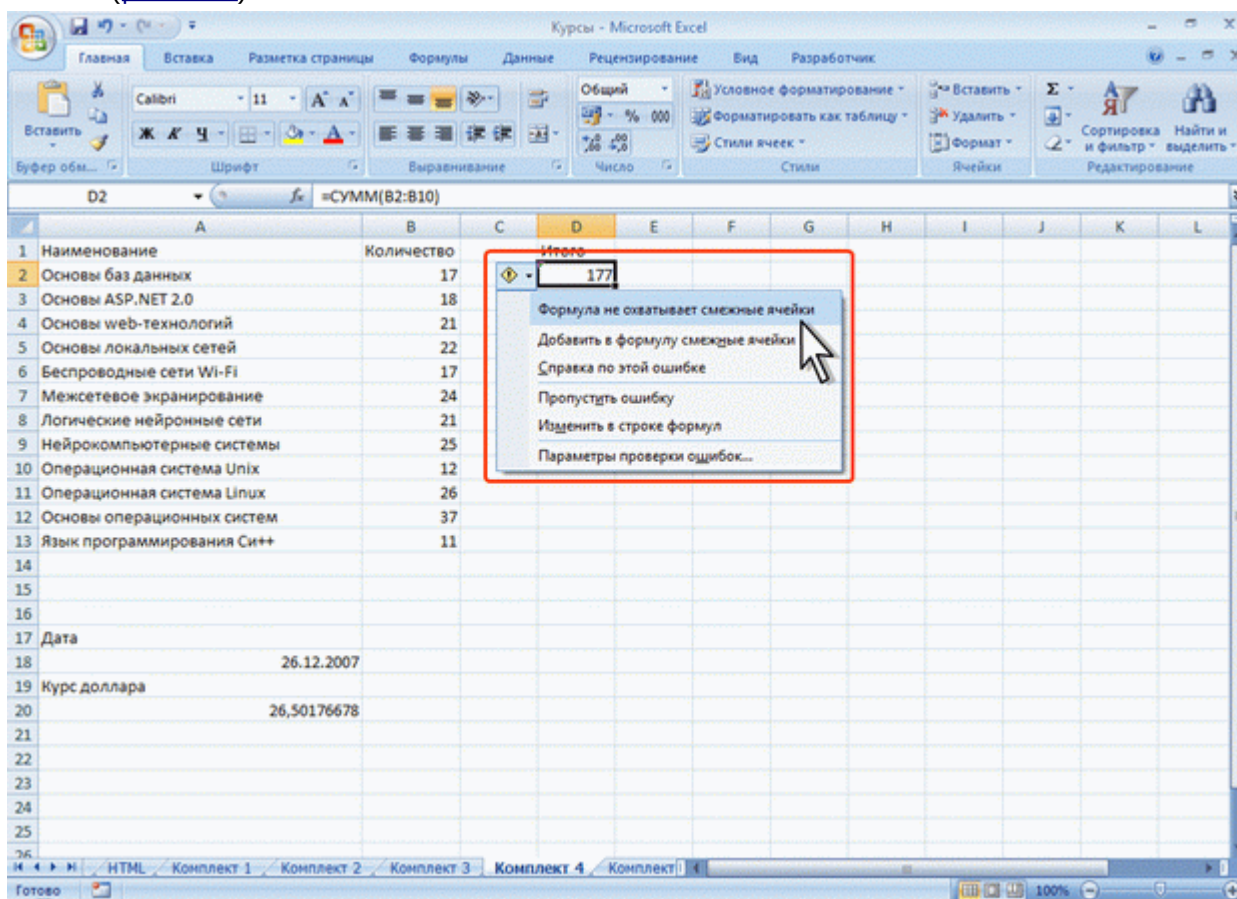 Курсы - Microsoft Excel
Главная Вставка Разметка страницы Формулы Данные Рецензирование Вид Разработчик
Вставить
Calibri 11
Ж К Ч
Общий
% 000
Условное форматирование
Форматировать как таблицу
Стили ячеек
Вставить
Удалить
Формат
Σ
Сортировка и фильтр
Найти и выделить
Буфер обм... Шрифт Выравнивание Число Стили Ячейки Редактирование
D2 fx =СУММ(B2:B10)
A B C D E F G H I J K L
1 Наименование Количество Итого
2 Основы баз данных 17 177
3 Основы ASP.NET 2.0 18
4 Основы web-технологий 21
5 Основы локальных сетей 22
6 Беспроводные сети Wi-Fi 17
7 Межсетевое экранирование 24
8 Логические нейронные сети 21
9 Нейрокомпьютерные системы 25
10 Операционная система Unix 12
11 Операционная система Linux 26
12 Основы операционных систем 37
13 Язык программирования Си++ 11
14
15
16
17 Дата
18 26.12.2007
19 Курс доллара
20 26,50176678
21
22
23
24
25
26
Формула не охватывает смежные ячейки
Добавить в формулу смежные ячейки
Справка по этой ошибке
Пропустить ошибку
Изменить в строке формул
Параметры проверки ошибок...
HTML Комплект 1 Комплект 2 Комплект 3 Комплект 4 Комплект
Готово 100%